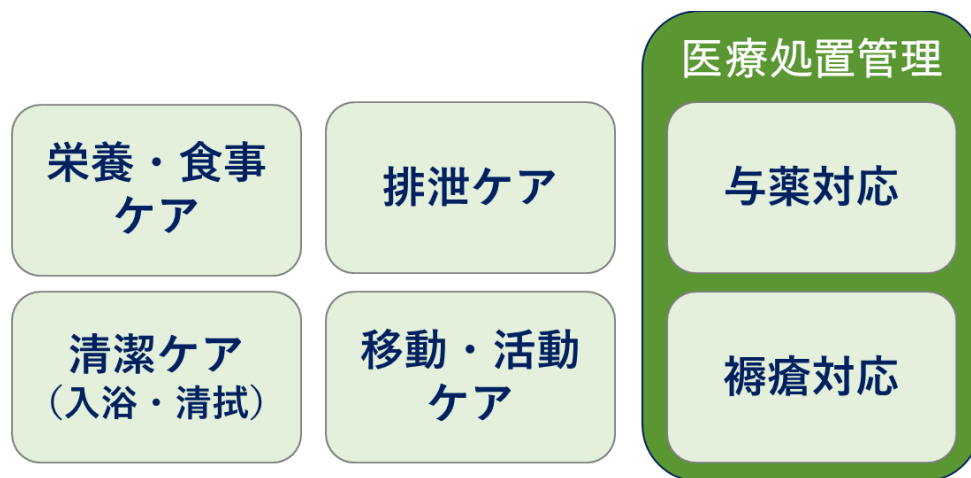 医療処置管理
栄養・食事
ケア
排泄ケア
与薬対応
清潔ケア
（入浴・清拭）
移動・活動
ケア
褥瘡対応